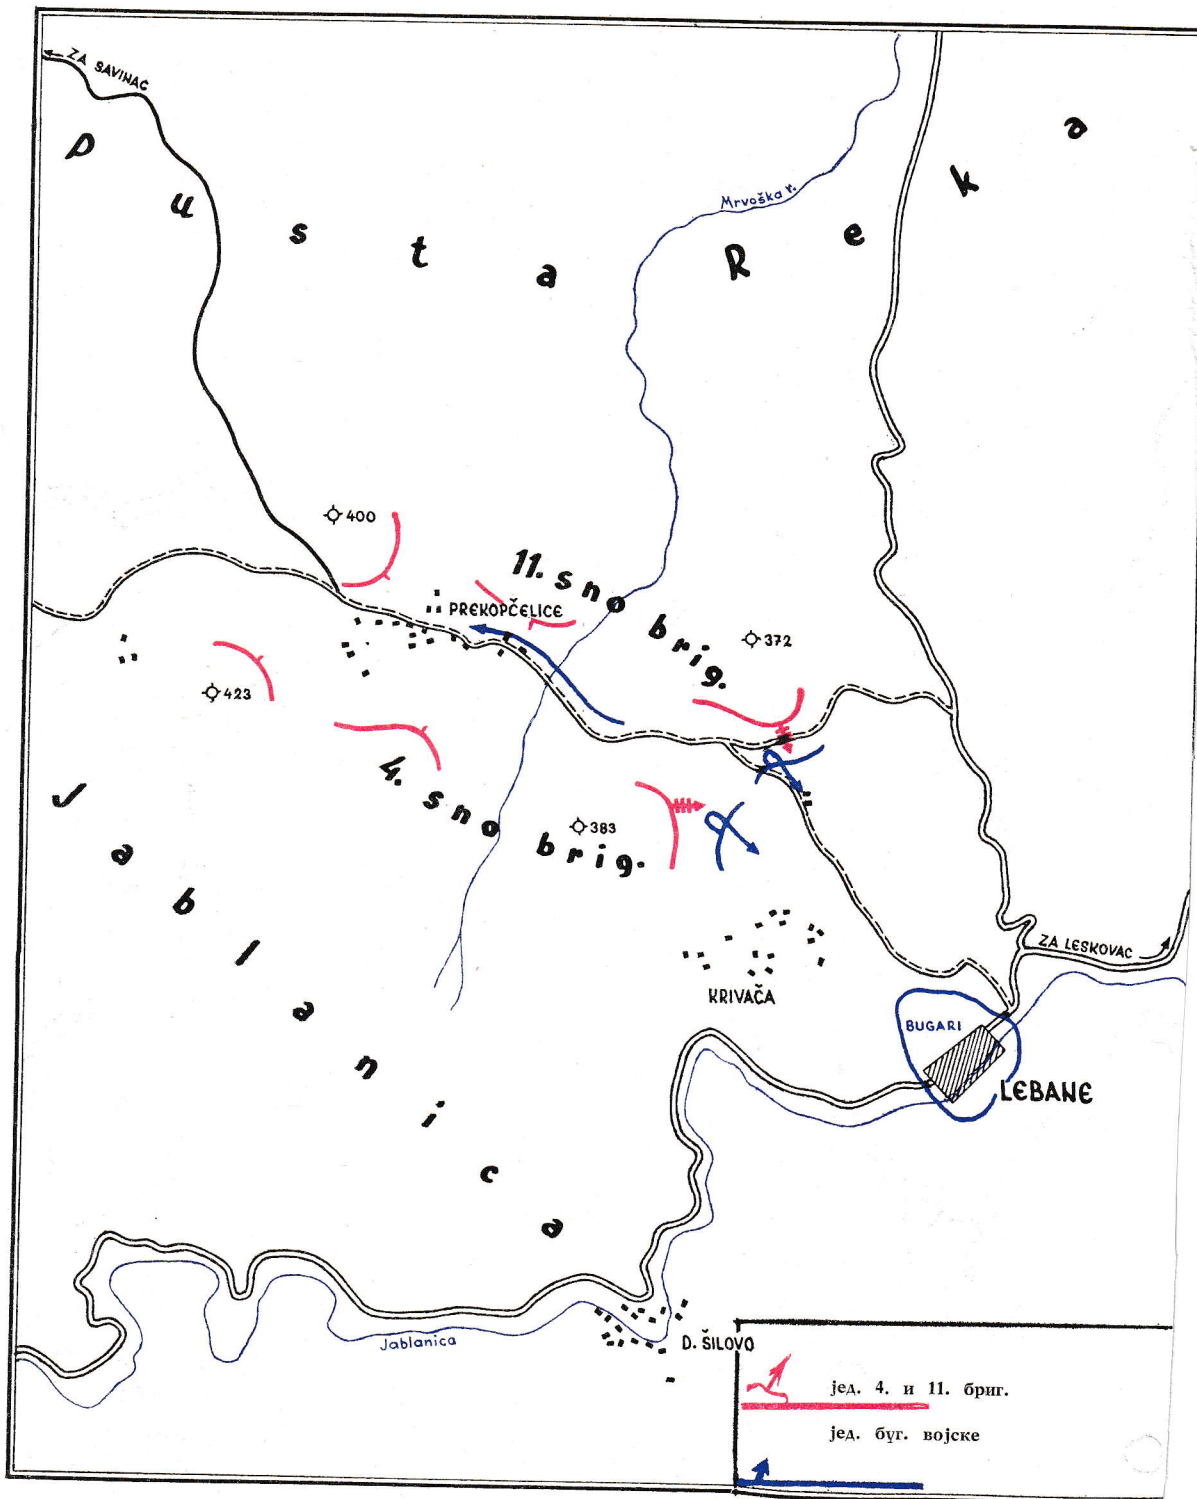 ZA SAVINAC
Pusta Reka
Mrvoška r.
400
11. sno brig.
PREKOPČELICE
372
423
4. sno brig.
383
Jablanica
ZA LESKOVAC
KRIVAČA
BUGARI
LEBANE
Jablanica
D. ŠILOVO
јед. 4. и 11. бриг.
јед. буг. војске